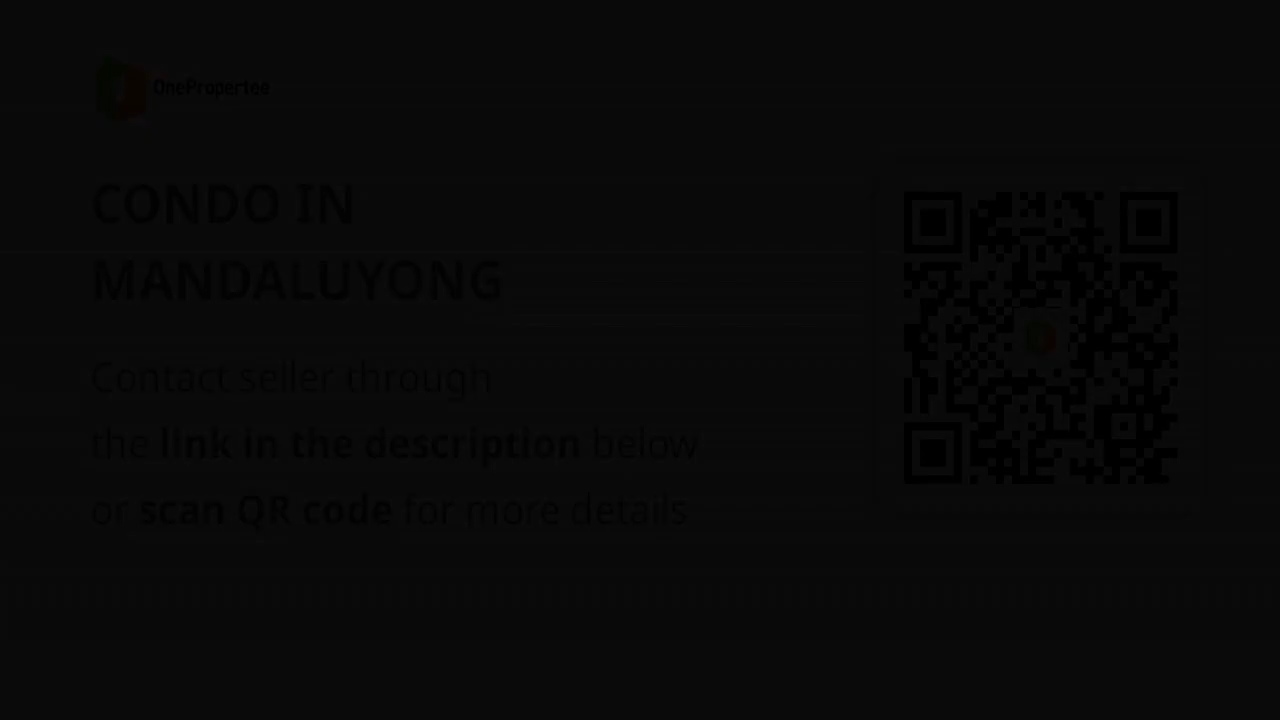 OnePropertee
CONDO IN
MANDALUYONG
Contact seller through
the link in the description below
or scan QR code for more details